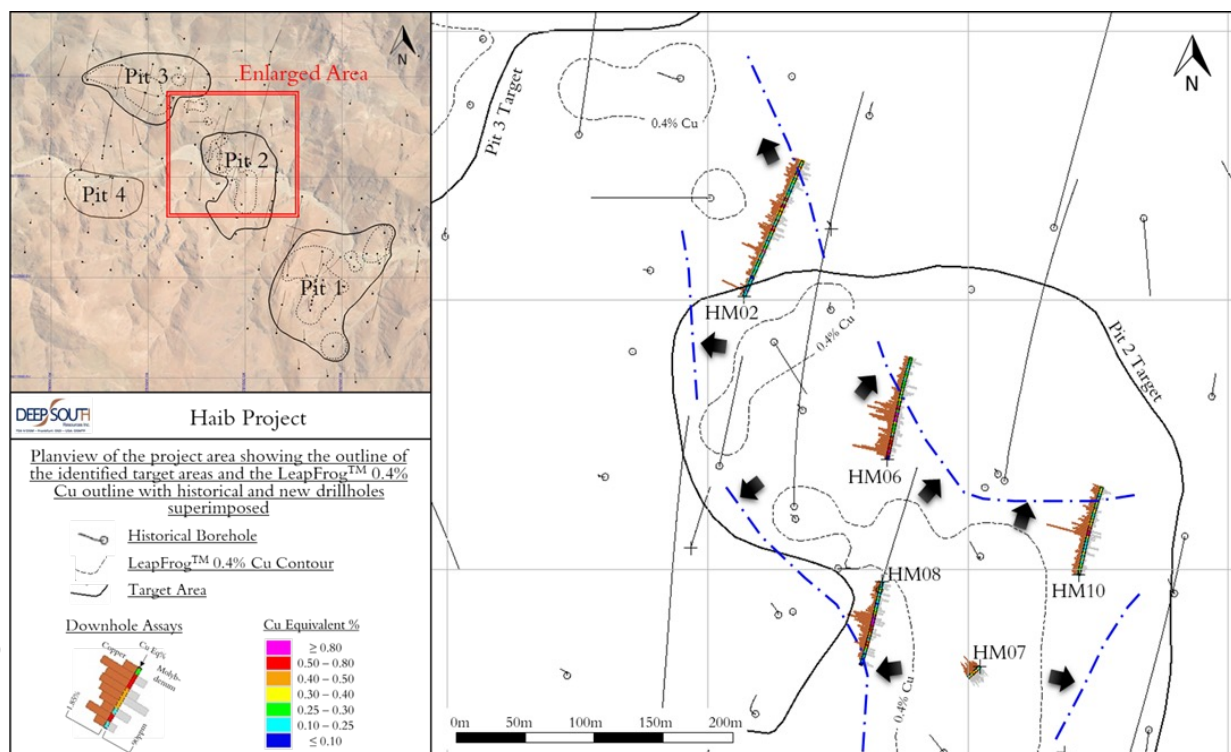 N
Pit 3
Enlarged Area
Pit 2
Pit 4
Pit 1
DEEP SOUTH
Resources Inc.
Haib Project
Planview of the project area showing the outline of
the identified target areas and the LeapFrog™ 0.4%
Cu outline with historical and new drillholes
superimposed
Historical Borehole
LeapFrog™ 0.4% Cu Contour
Target Area
Downhole Assays
Cu Equivalent %
Copper
Cu Eq%
Molyb-
denum
1.85%
90ppm
≥ 0.80
0.50 – 0.80
0.40 – 0.50
0.30 – 0.40
0.25 – 0.30
0.10 – 0.25
≤ 0.10
N
Pit 3 Target
0.4% Cu
HM02
0.4% Cu
Pit 2 Target
HM06
HM08
HM10
HM07
0.4% Cu
0m 50m 100m 150m 200m